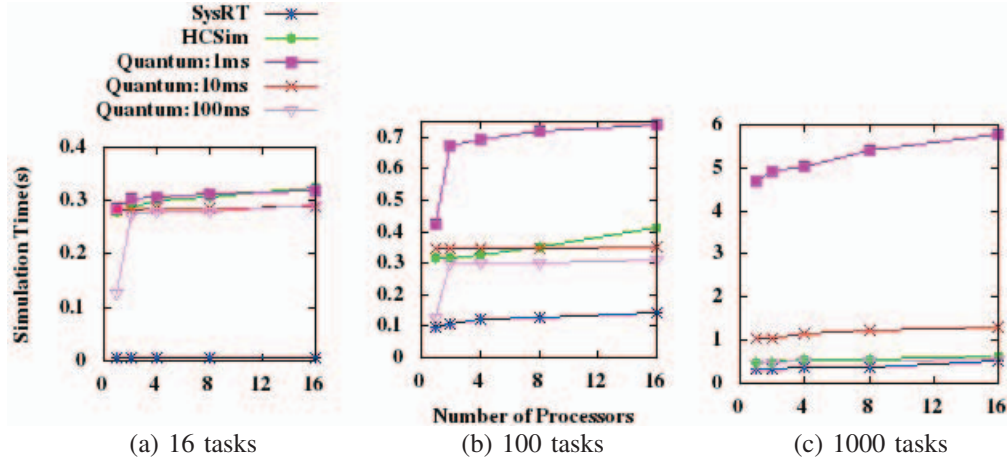 SysRT
HCSim
Quantum:1ms
Quantum:10ms
Quantum:100ms
Simulation Time(s)
0.4
0.3
0.2
0.1
0
0 4 8 12 16
0.7
0.6
0.5
0.4
0.3
0.2
0.1
0
0 4 8 12 16
6
5
4
3
2
1
0
0 4 8 12 16
Number of Processors
(a) 16 tasks
(b) 100 tasks
(c) 1000 tasks